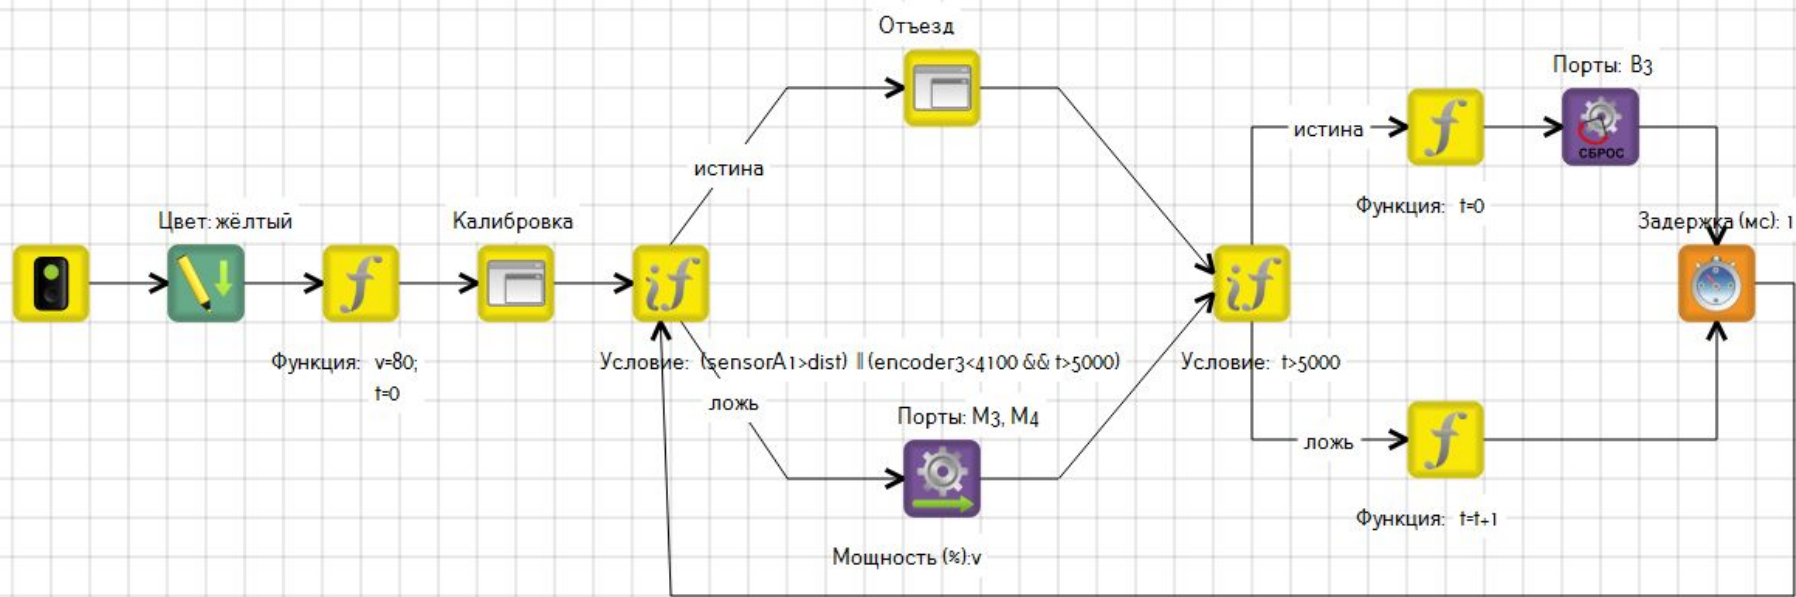 Отъезд
Порты: B3
истина
СБРОС
истина
Функция: t=0
Цвет: жёлтый
Калибровка
Задержка (мс): 1
Функция: v=80;
t=0
Условие: (sensorA1>dist) || (encoder3<4100 && t>5000)
Условие: t>5000
ложь
Порты: M3, M4
ложь
Функция: t=t+1
Мощность (%):v